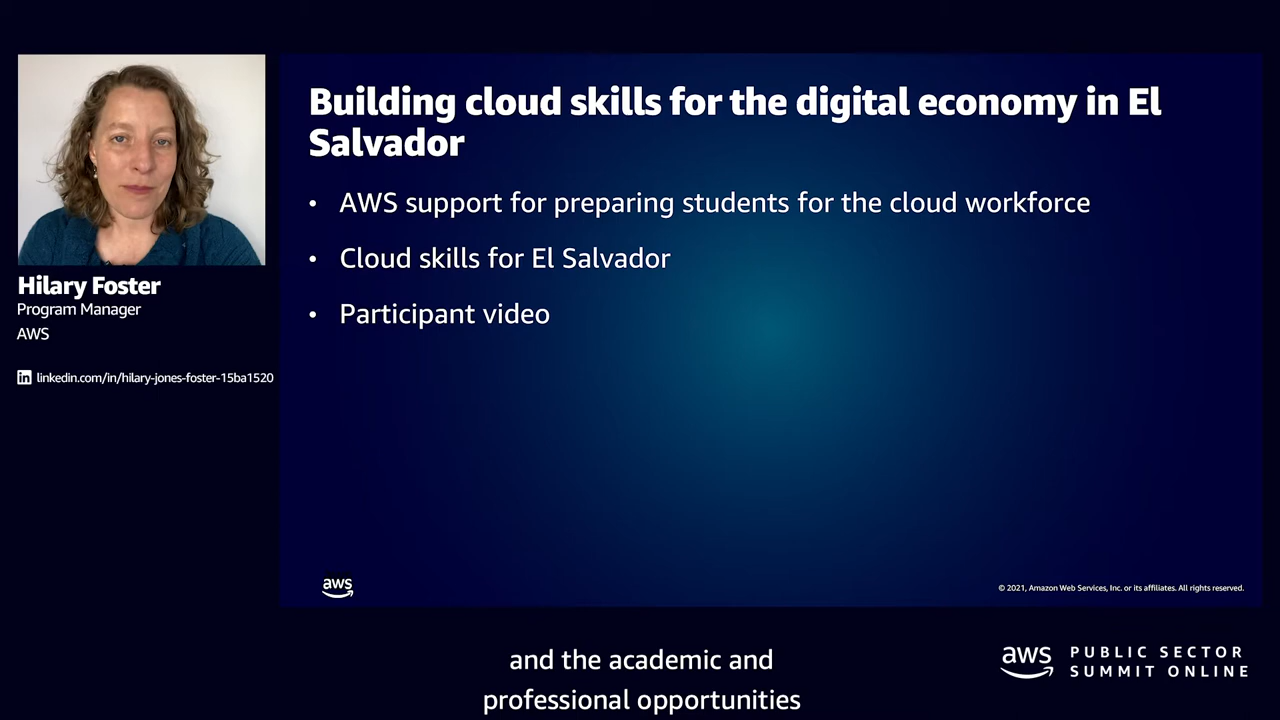 Building cloud skills for the digital economy in El
Salvador
• AWS support for preparing students for the cloud workforce
• Cloud skills for El Salvador
• Participant video
Hilary Foster
Program Manager
AWS
in linkedin.com/in/hilary-jones-foster-15ba1520
aws
© 2021, Amazon Web Services, Inc. or its affiliates. All rights reserved.
and the academic and
professional opportunities
aws PUBLIC SECTOR
SUMMIT ONLINE